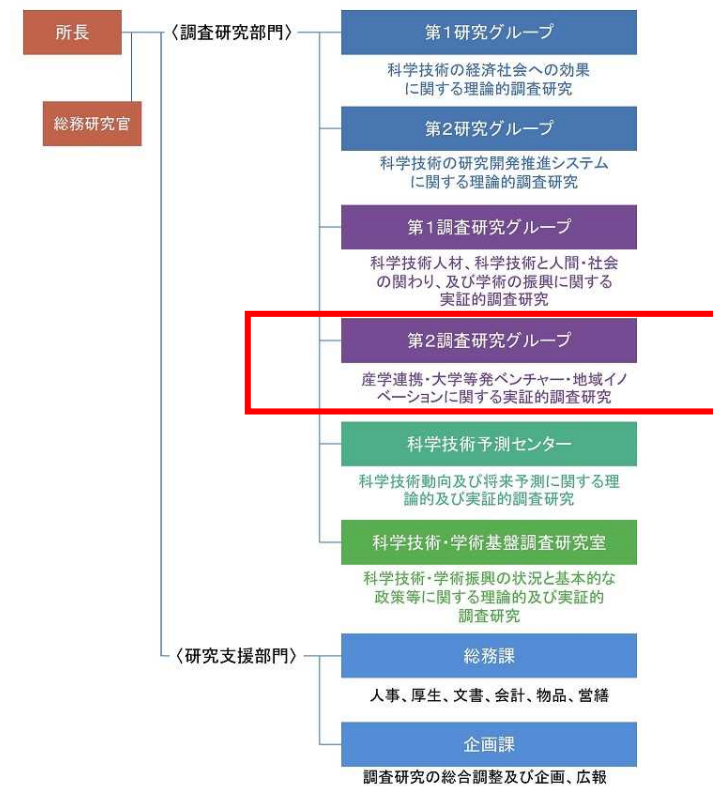 所長
〈調査研究部門〉
第1研究グループ
科学技術の経済社会への効果
に関する理論的調査研究
総務研究官
第2研究グループ
科学技術の研究開発推進システム
に関する理論的調査研究
第1調査研究グループ
科学技術人材、科学技術と人間・社会
の関わり、及び学術の振興に関する
実証的調査研究
第2調査研究グループ
産学連携・大学等発ベンチャー・地域イノ
ベーションに関する実証的調査研究
科学技術予測センター
科学技術動向及び将来予測に関する理
論的及び実証的調査研究
科学技術・学術基盤調査研究室
科学技術・学術振興の状況と基本的な
政策等に関する理論的及び実証的
調査研究
〈研究支援部門〉
総務課
人事、厚生、文書、会計、物品、営繕
企画課
調査研究の総合調整及び企画、広報